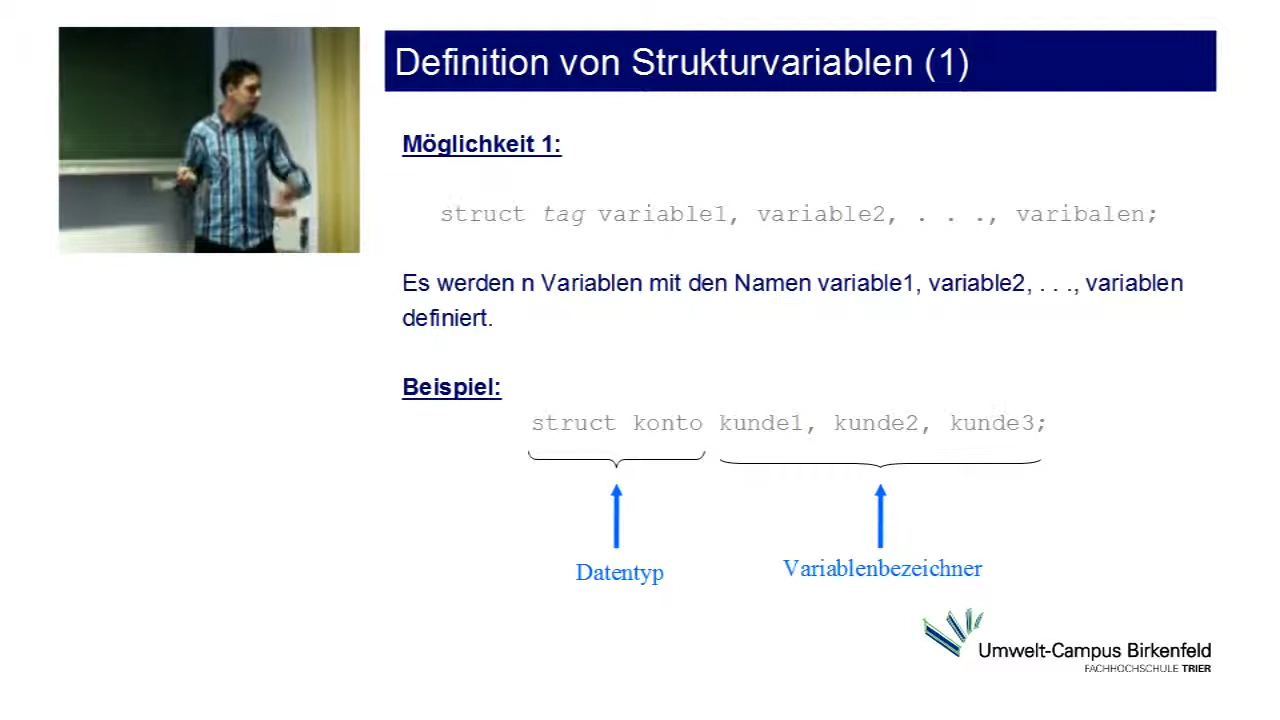 Definition von Strukturvariablen (1)
Möglichkeit 1:
struct tag variable1, variable2, . . ., varibalen;
Es werden n Variablen mit den Namen variable1, variable2, . . ., variablen
definiert.
Beispiel:
struct konto kunde1, kunde2, kunde3;
Datentyp
Variablenbezeichner
Umwelt-Campus Birkenfeld
FACHHOCHSCHULE TRIER